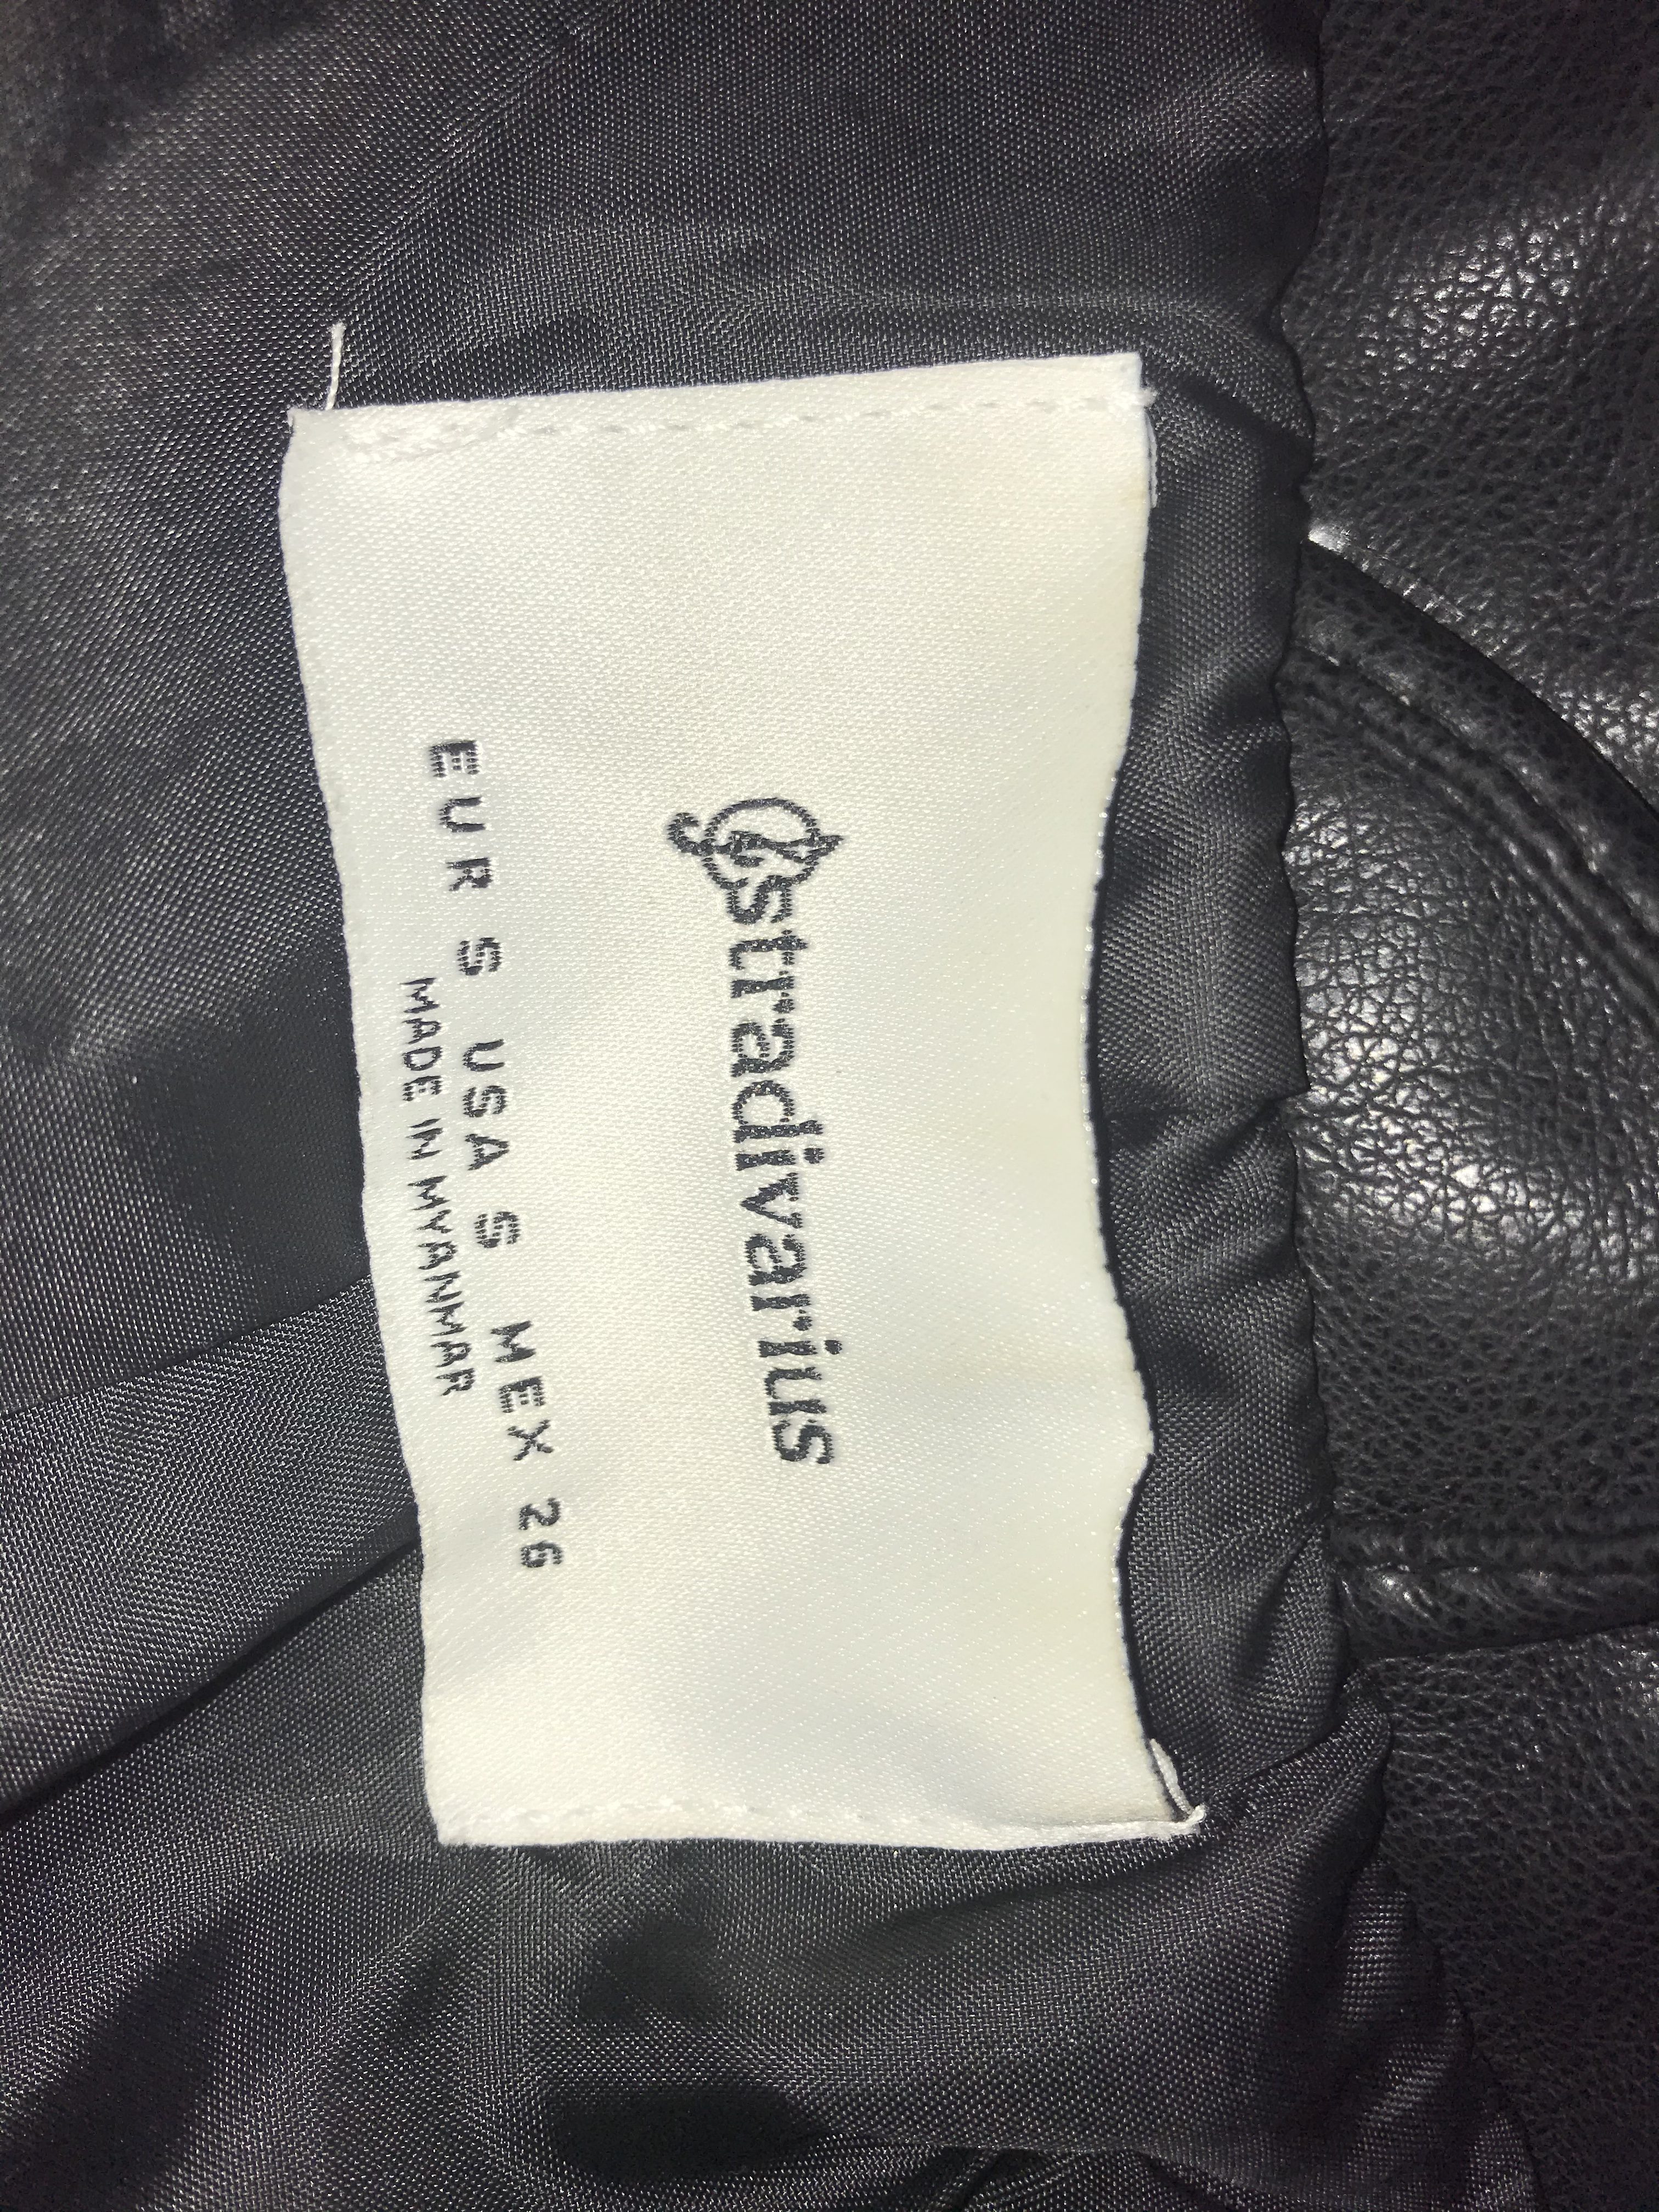 stradivarius
EUR S USA S MEX 26
MADE IN MYANMAR